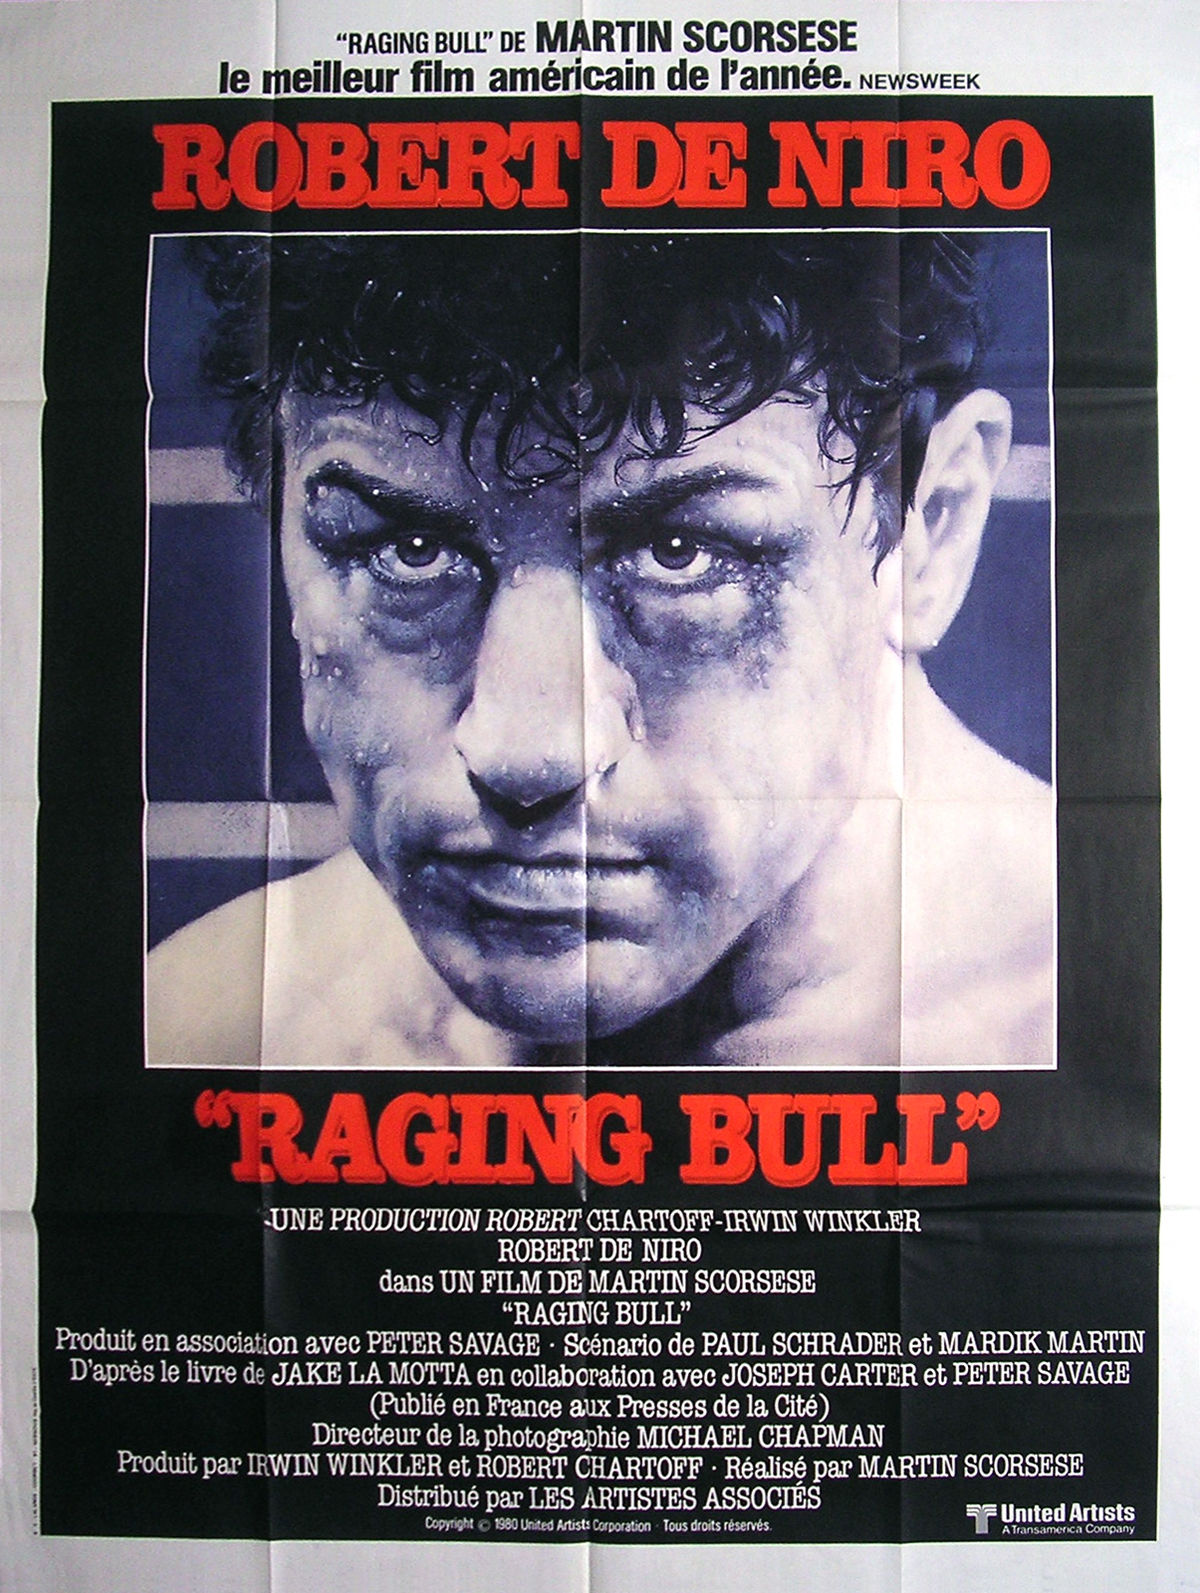 "RAGING BULL" DE MARTIN SCORSESE
le meilleur film américain de l'année. NEWSWEEK
ROBERT DE NIRO
"RAGING BULL"
UNE PRODUCTION ROBERT CHARTOFF-IRWIN WINKLER
ROBERT DE NIRO
dans UN FILM DE MARTIN SCORSESE
"RAGING BULL"
Produit en association avec PETER SAVAGE · Scénario de PAUL SCHRADER et MARDIK MARTIN
D'après le livre de JAKE LA MOTTA en collaboration avec JOSEPH CARTER et PETER SAVAGE
(Publié en France aux Presses de la Cité)
Directeur de la photographie MICHAEL CHAPMAN
Produit par IRWIN WINKLER et ROBERT CHARTOFF · Réalisé par MARTIN SCORSESE
Distribué par LES ARTISTES ASSOCIÉS
Copyright © 1980 United Artists Corporation · Tous droits réservés.
United Artists
A Transamerica Company